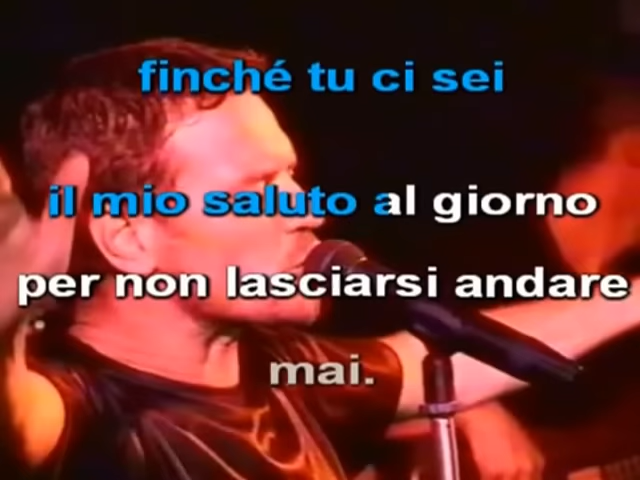 finché tu ci sei
il mio saluto al giorno
per non lasciarsi andare
mai.